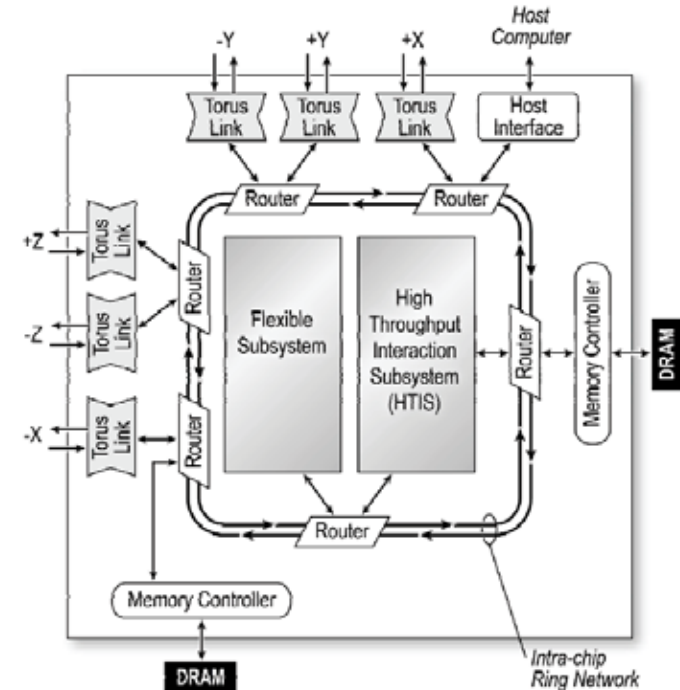 -Y
+Y
+X
Host
Computer
Torus
Link
Torus
Link
Torus
Link
Host
Interface
Router
Router
+Z
Torus
Link
Router
-Z
Torus
Link
Flexible
Subsystem
High
Throughput
Interaction
Subsystem
(HTIS)
Router
Memory Controller
DRAM
-X
Torus
Link
Router
Router
Memory Controller
DRAM
Intra-chip
Ring Network